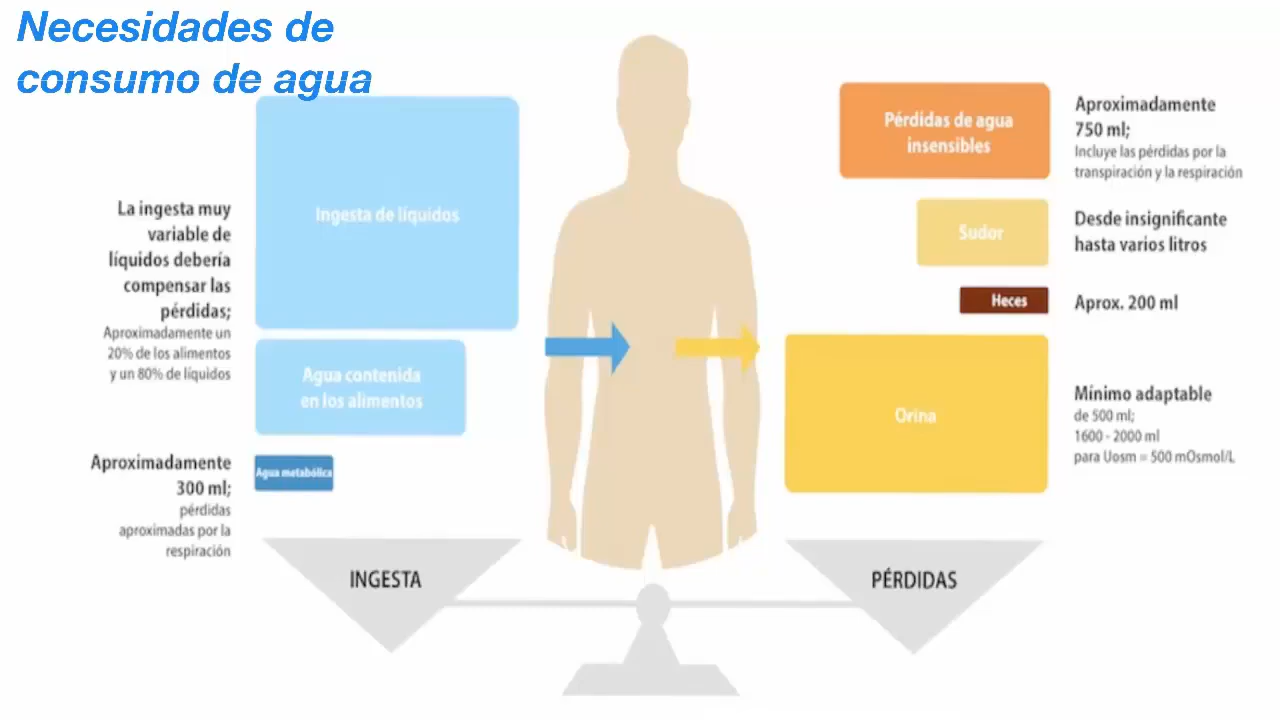 Necesidades de
consumo de agua
La ingesta muy
variable de
líquidos debería
compensar las
pérdidas;
Aproximadamente un
20% de los alimentos
y un 80% de líquidos
Aproximadamente
300 ml;
pérdidas
aproximadas por la
respiración
Ingesta de líquidos
Agua contenida
en los alimentos
Agua metabólica
INGESTA
Pérdidas de agua
insensibles
Sudor
Heces
Orina
PÉRDIDAS
Aproximadamente
750 ml;
Incluye las pérdidas por la
transpiración y la respiración
Desde insignificante
hasta varios litros
Aprox. 200 ml
Mínimo adaptable
de 500 ml;
1600 - 2000 ml
para Uosm = 500 mOsmol/L